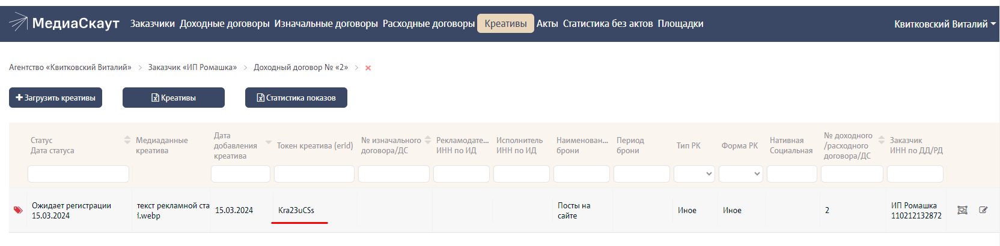 МедиаСкаут Заказчики Доходные договоры Изначальные договоры Расходные договоры Креативы Акты Статистика без актов Площадки Квитковский Виталий
Агентство «Квитковский Виталий» > Заказчик «ИП Ромашка» > Доходный договор № «2» > ×
+ Загрузить креативы Креативы Статистика показов
Статус
Дата статуса
Медиаданные
креатива
Дата
добавления
креатива
Токен креатива (erid)
№ изначального
договора/ДС
Рекламодате...
ИНН по ИД
Исполнитель
ИНН по ИД
Наименован...
брони
Период
брони
Тип РК
Форма РК
Нативная
Социальная
№ доходного
/расходного
договора/ДС
Заказчик
ИНН по ДД/РД
Ожидает регистрации
15.03.2024
текст рекламной ста
i.webp
15.03.2024
Kra23uCSs
Посты на
сайте
Иное
Иное
2
ИП Ромашка
110212132872